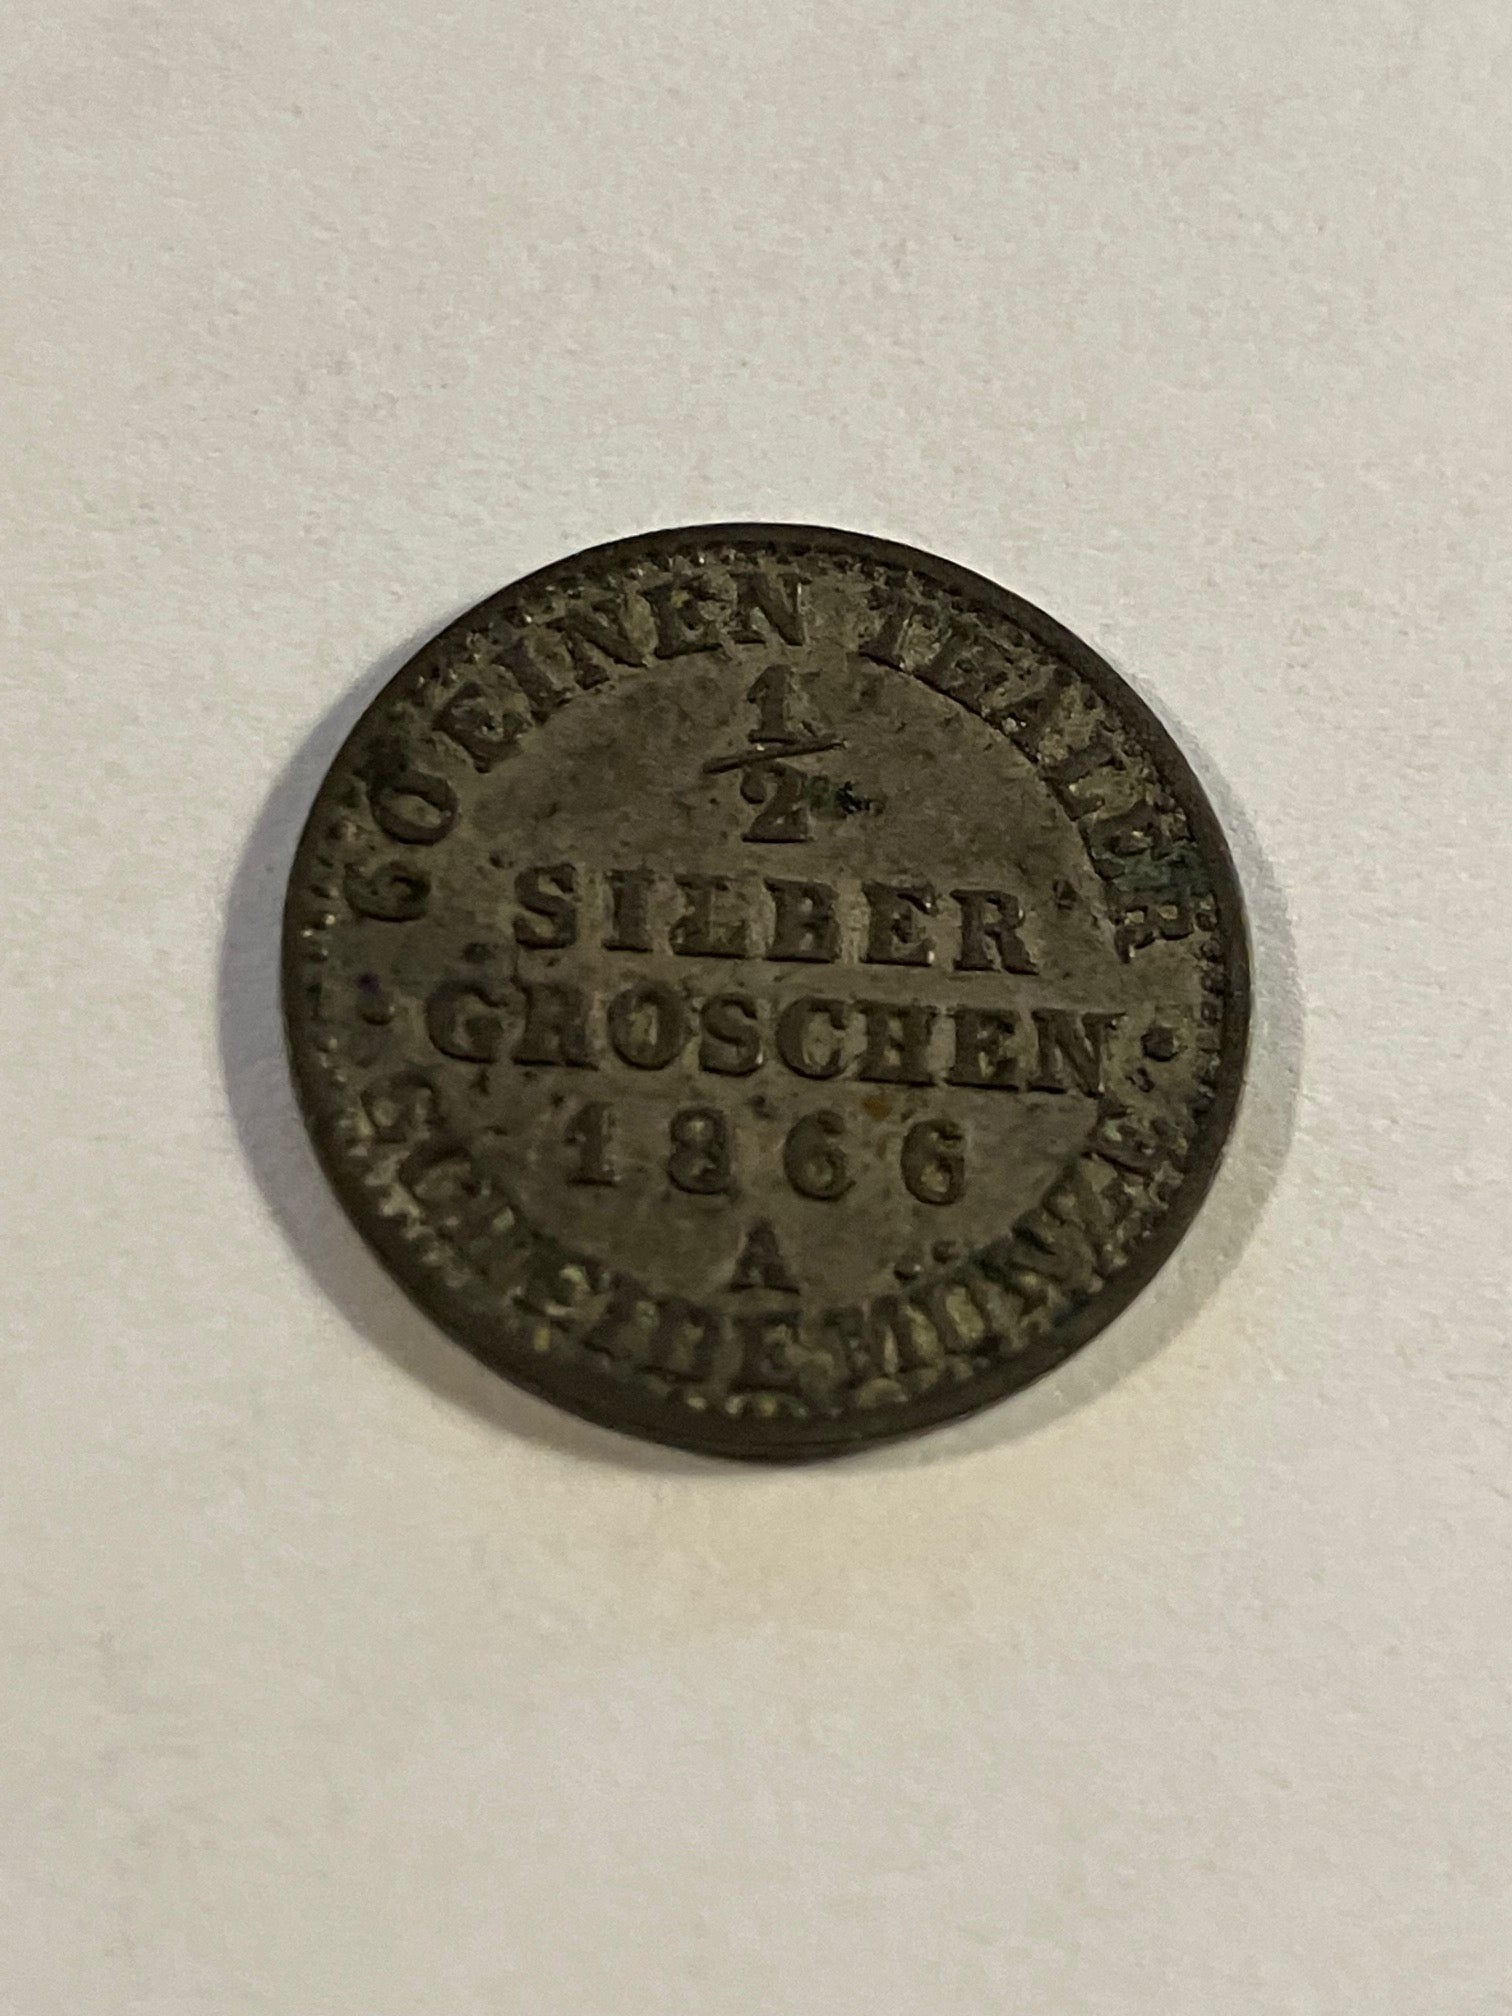 60 EINEN THALER
1/2
SILBER
GROSCHEN
1866
A
· SCHEIDEMÜNZE ·